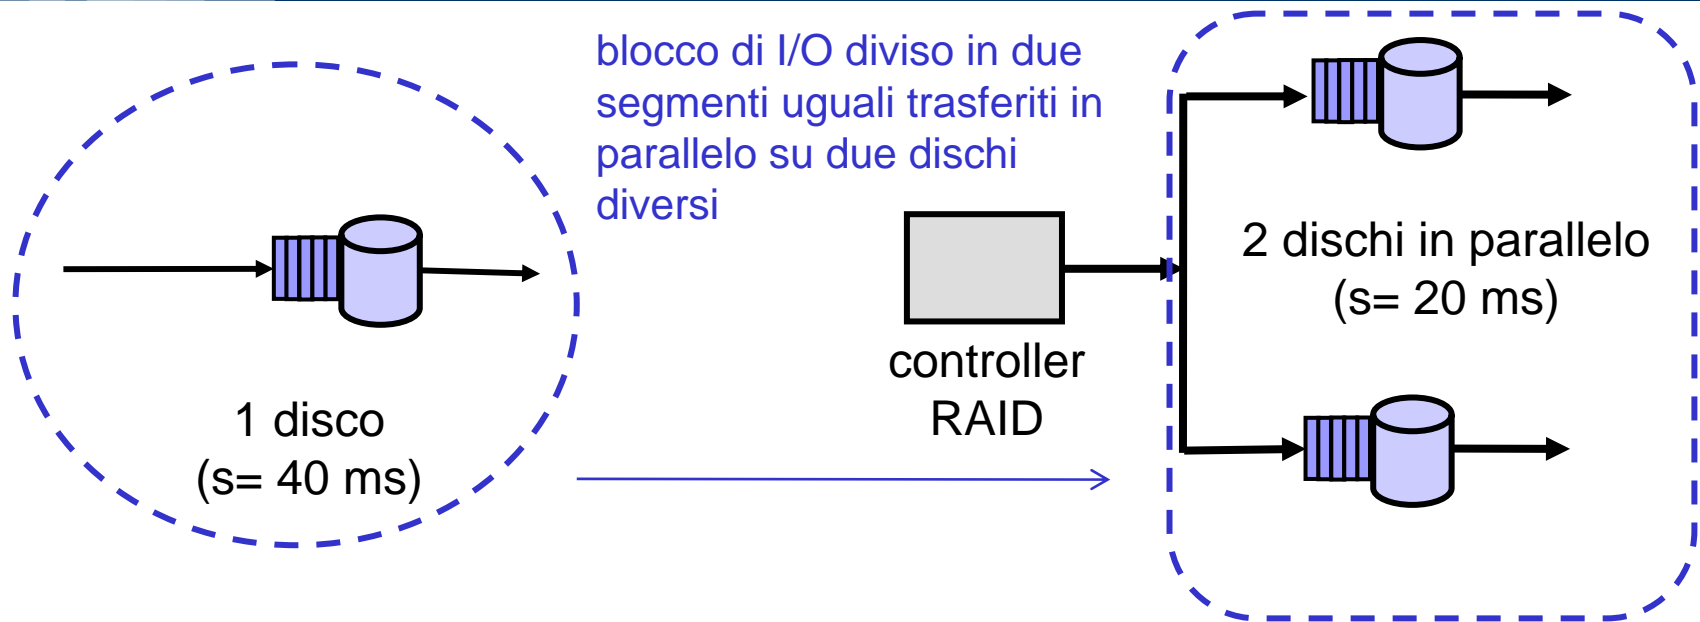 blocco di I/O diviso in due
segmenti uguali trasferiti in
parallelo su due dischi
diversi
1 disco
(s= 40 ms)
controller
RAID
2 dischi in parallelo
(s= 20 ms)